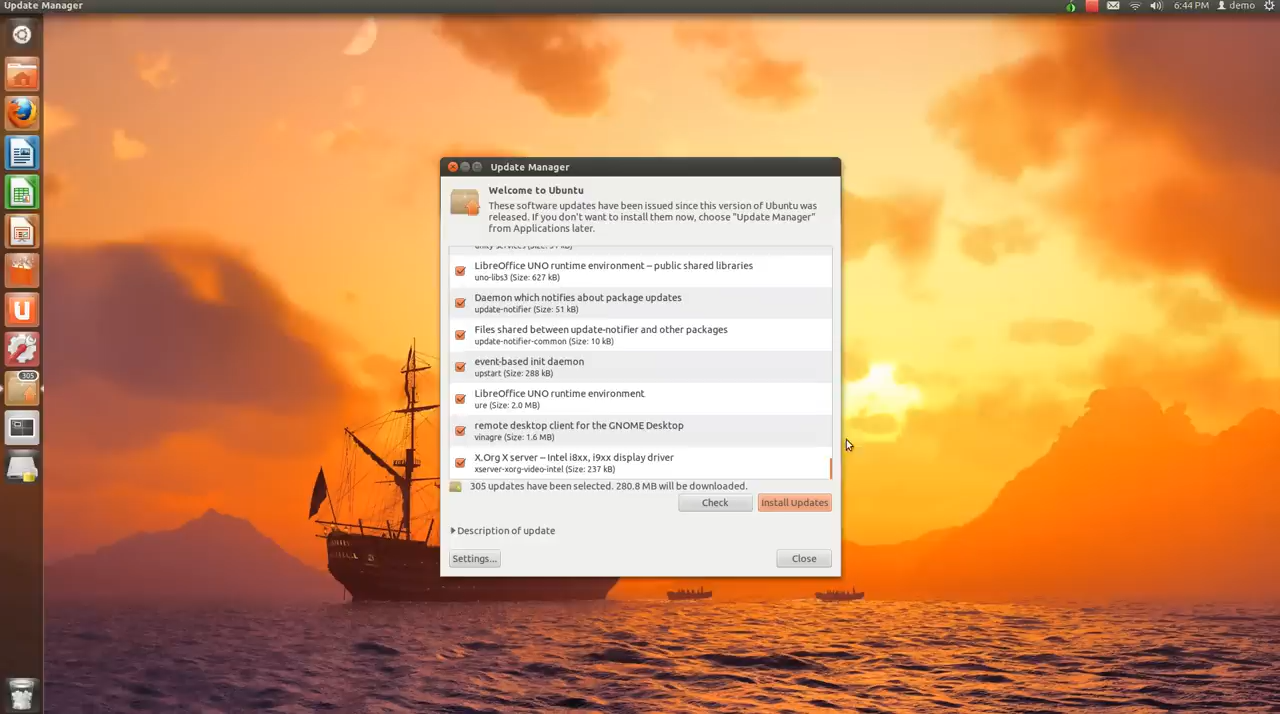 Update Manager
6:44 PM demo
Update Manager
Welcome to Ubuntu
These software updates have been issued since this version of Ubuntu was
released. If you don't want to install them now, choose "Update Manager"
from Applications later.
unity-services (Size: 51 kB)
LibreOffice UNO runtime environment – public shared libraries
uno-libs3 (Size: 627 kB)
Daemon which notifies about package updates
update-notifier (Size: 51 kB)
Files shared between update-notifier and other packages
update-notifier-common (Size: 10 kB)
event-based init daemon
upstart (Size: 288 kB)
LibreOffice UNO runtime environment
ure (Size: 2.0 MB)
remote desktop client for the GNOME Desktop
vinagre (Size: 1.6 MB)
X.Org X server – Intel i8xx, i9xx display driver
xserver-xorg-video-intel (Size: 237 kB)
305
305 updates have been selected. 280.8 MB will be downloaded.
Check
Install Updates
Description of update
Settings...
Close